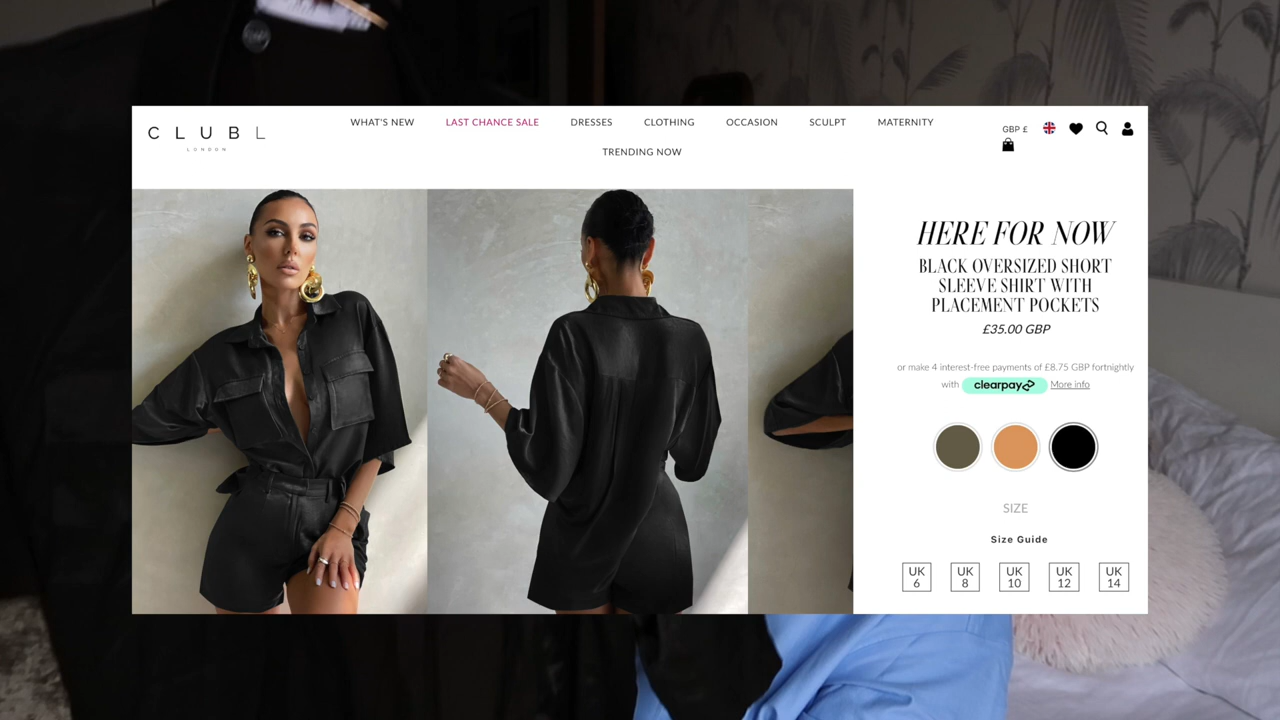 CLUB L
LONDON
WHAT'S NEW
LAST CHANCE SALE
DRESSES
CLOTHING
OCCASION
SCULPT
MATERNITY
TRENDING NOW
GBP £
HERE FOR NOW
BLACK OVERSIZED SHORT
SLEEVE SHIRT WITH
PLACEMENT POCKETS
£35.00 GBP
or make 4 interest-free payments of £8.75 GBP fortnightly
with clearpay More info
SIZE
Size Guide
UK
6
UK
8
UK
10
UK
12
UK
14